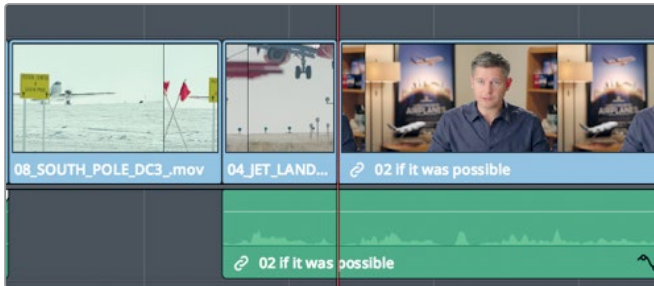 08_SOUTH_POLE_DC3_.mov
04_JET_LAND...
02 if it was possible
AIRPLANES
02 if it was possible